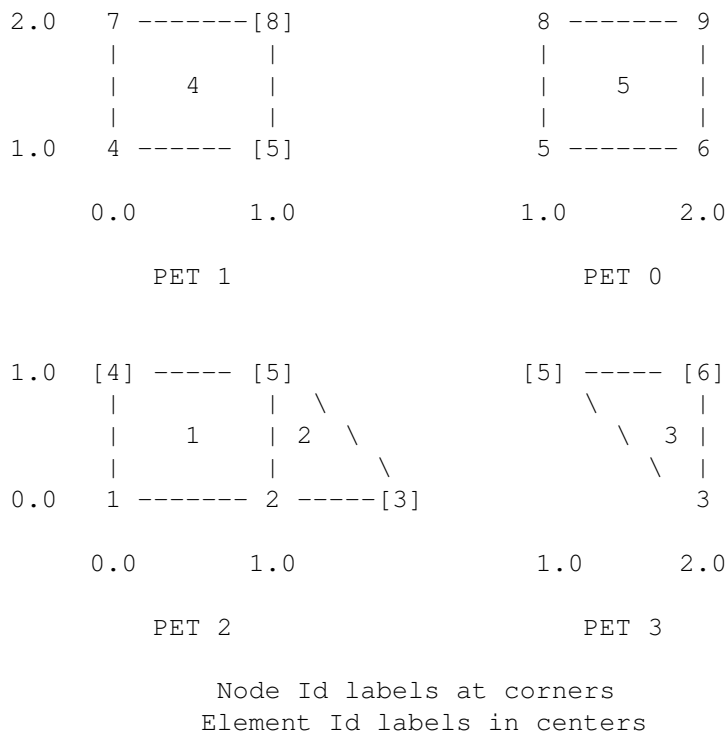 2.0 7 -------[8] 8 ------- 9
| | | |
| 4 | | 5 |
| | | |
1.0 4 ------ [5] 5 ------- 6
0.0 1.0 1.0 2.0
PET 1 PET 0
1.0 [4] ----- [5] [5] ----- [6]
| | \ \ |
| 1 | 2 \ \ 3 |
| | \ \ |
0.0 1 ------- 2 -----[3] 3
0.0 1.0 1.0 2.0
PET 2 PET 3
Node Id labels at corners
Element Id labels in centers